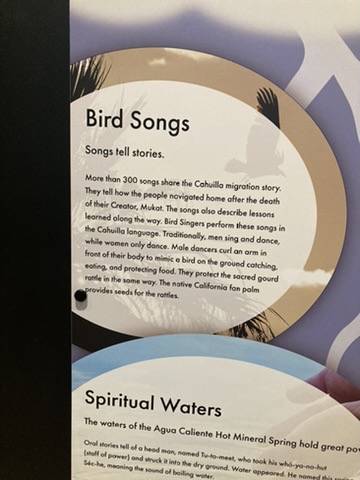 Bird Songs
Songs tell stories.
More than 300 songs share the Cahuilla migration story.
They tell how the people navigated home after the death
of their Creator, Mukat. The songs also describe lessons
learned along the way. Bird Singers perform these songs in
the Cahuilla language. Traditionally, men sing and dance,
while women only dance. Male dancers curl an arm in
front of their body to mimic a bird on the ground catching,
eating, and protecting food. They protect the sacred gourd
rattle in the same way. The native California fan palm
provides seeds for the rattles.
Spiritual Waters
The waters of the Agua Caliente Hot Mineral Spring hold great
Oral stories tell of a head man, named Tu-to-meet, who took his whó-ya-no-hut
(staff of power) and struck it into the dry ground. Water appeared. He named this
Séc-he, meaning the sound of boiling water.